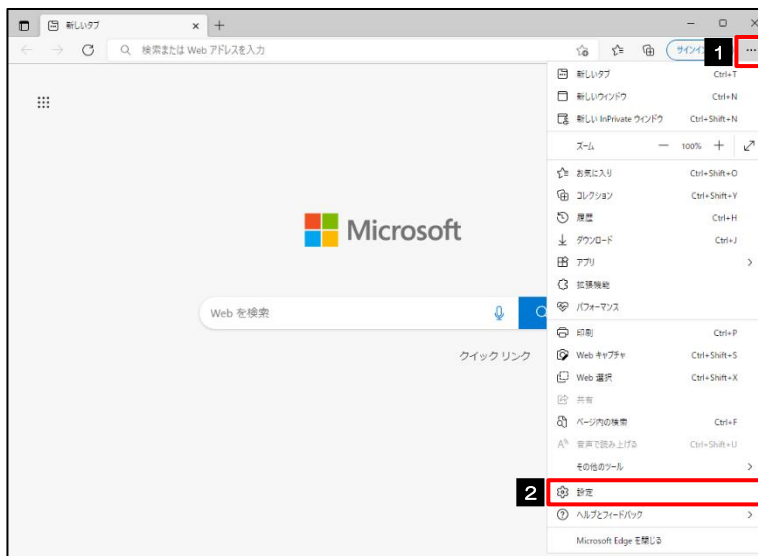 新しいタブ
検索または Web アドレスを入力
1
新しいタブ Ctrl+T
新しいウィンドウ Ctrl+N
新しい InPrivate ウィンドウ Ctrl+Shift+N
ズーム 100%
お気に入り Ctrl+Shift+O
コレクション Ctrl+Shift+Y
履歴 Ctrl+H
ダウンロード Ctrl+J
アプリ
拡張機能
パフォーマンス
Microsoft
Web を検索
クイック リンク
印刷 Ctrl+P
Web キャプチャ Ctrl+Shift+S
Web 選択 Ctrl+Shift+X
共有
ページ内の検索 Ctrl+F
音声で読み上げる Ctrl+Shift+U
その他のツール
2 設定
ヘルプとフィードバック
Microsoft Edge を閉じる